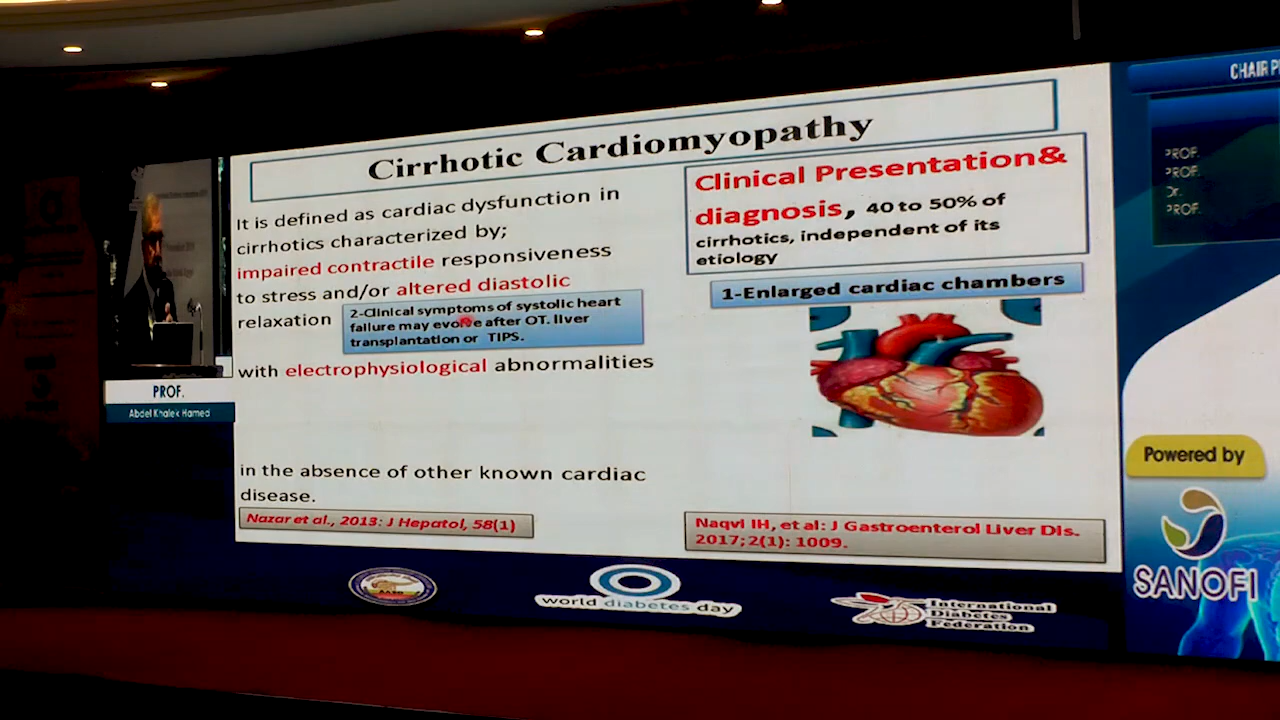 Cirrhotic Cardiomyopathy
It is defined as cardiac dysfunction in
cirrhotics characterized by;
impaired contractile responsiveness
to stress and/or altered diastolic
relaxation
2-Clinical symptoms of systolic heart
failure may evolve after OT. liver
transplantation or TIPS.
with electrophysiological abnormalities
in the absence of other known cardiac
disease.
Nazar et al., 2013: J Hepatol, 58(1)
Clinical Presentation&
diagnosis, 40 to 50% of
cirrhotics, independent of its
etiology
1-Enlarged cardiac chambers
Naqvi IH, et al: J Gastroenterol Liver Dis.
2017; 2(1): 1009.
PROF.
Abdel Khalek Hamed
world diabetes day
International
Diabetes
Federation
CHAIR
PROF.
PROF.
Dr.
PROF.
Powered by
SANOFI